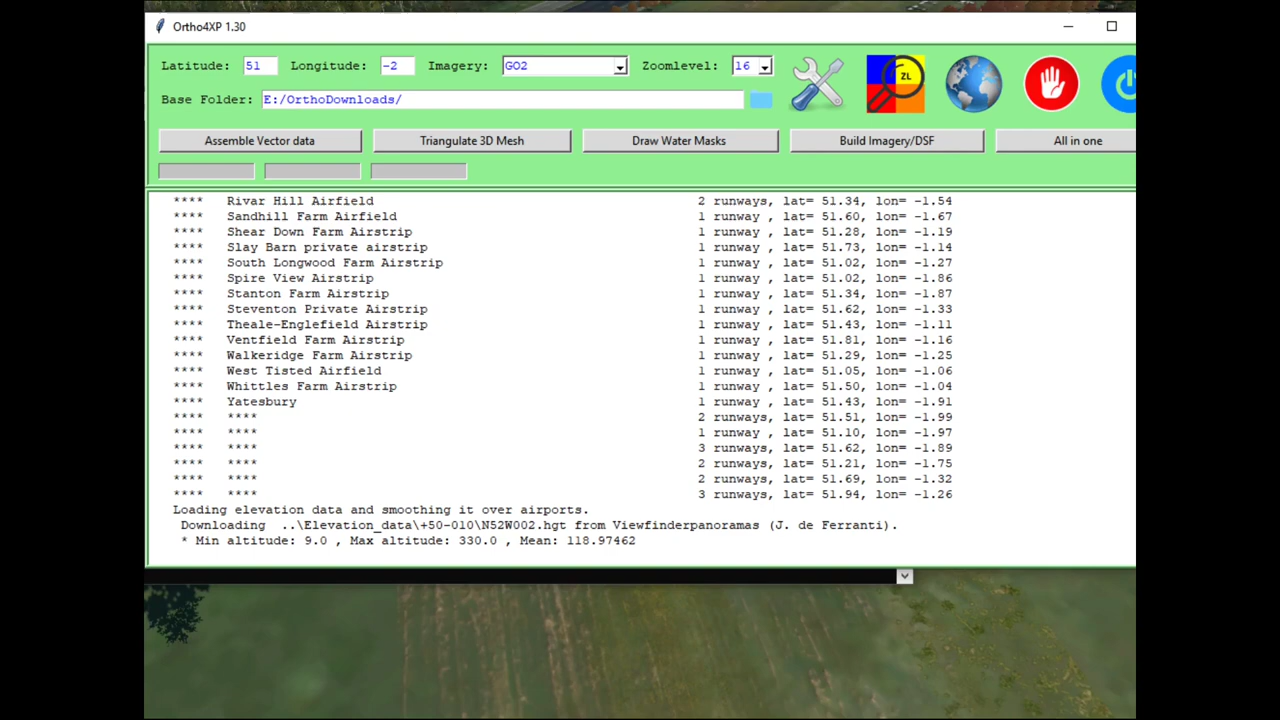 Ortho4XP 1.30
Latitude: 51 Longitude: -2 Imagery: GO2 Zoomlevel: 16 ZL
Base Folder: E:/OrthoDownloads/
Assemble Vector data Triangulate 3D Mesh Draw Water Masks Build Imagery/DSF All in one
**** Rivar Hill Airfield 2 runways, lat= 51.34, lon= -1.54
**** Sandhill Farm Airfield 1 runway , lat= 51.60, lon= -1.67
**** Shear Down Farm Airstrip 1 runway , lat= 51.28, lon= -1.19
**** Slay Barn private airstrip 1 runway , lat= 51.73, lon= -1.14
**** South Longwood Farm Airstrip 1 runway , lat= 51.02, lon= -1.27
**** Spire View Airstrip 1 runway , lat= 51.02, lon= -1.86
**** Stanton Farm Airstrip 1 runway , lat= 51.34, lon= -1.87
**** Steventon Private Airstrip 1 runway , lat= 51.62, lon= -1.33
**** Theale-Englefield Airstrip 1 runway , lat= 51.43, lon= -1.11
**** Ventfield Farm Airstrip 1 runway , lat= 51.81, lon= -1.16
**** Walkeridge Farm Airstrip 1 runway , lat= 51.29, lon= -1.25
**** West Tisted Airfield 1 runway , lat= 51.05, lon= -1.06
**** Whittles Farm Airstrip 1 runway , lat= 51.50, lon= -1.04
**** Yatesbury 1 runway , lat= 51.43, lon= -1.91
**** **** 2 runways, lat= 51.51, lon= -1.99
**** **** 1 runway , lat= 51.10, lon= -1.97
**** **** 3 runways, lat= 51.62, lon= -1.89
**** **** 2 runways, lat= 51.21, lon= -1.75
**** **** 2 runways, lat= 51.69, lon= -1.32
**** **** 3 runways, lat= 51.94, lon= -1.26
Loading elevation data and smoothing it over airports.
Downloading ..\Elevation_data\+50-010\N52W002.hgt from Viewfinderpanoramas (J. de Ferranti).
* Min altitude: 9.0 , Max altitude: 330.0 , Mean: 118.97462